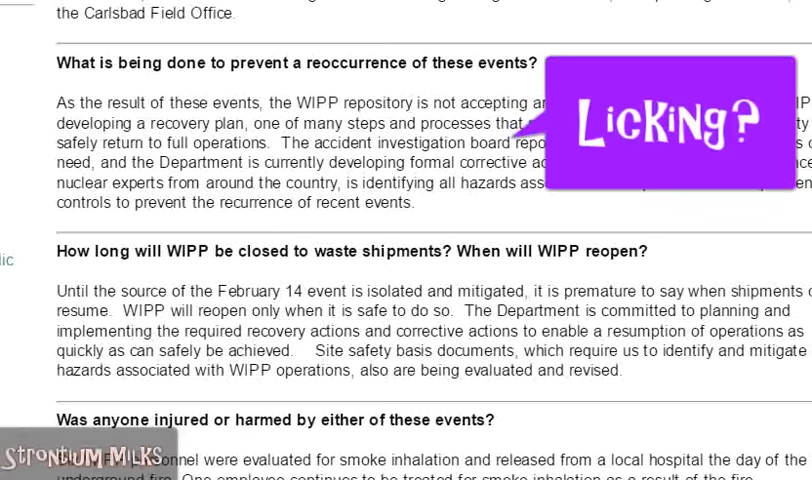 the Carlsbad Field Office.
What is being done to prevent a reoccurrence of these events?
As the result of these events, the WIPP repository is not accepting
developing a recovery plan, one of many steps and processes that
safely return to full operations. The accident investigation board
need, and the Department is currently developing formal corrective
nuclear experts from around the country, is identifying all hazards
controls to prevent the recurrence of recent events.
Licking?
How long will WIPP be closed to waste shipments? When will WIPP reopen?
Until the source of the February 14 event is isolated and mitigated, it is premature to say when shipments
resume. WIPP will reopen only when it is safe to do so. The Department is committed to planning and
implementing the required recovery actions and corrective actions to enable a resumption of operations as
quickly as can safely be achieved. Site safety basis documents, which require us to identify and mitigate
hazards associated with WIPP operations, also are being evaluated and revised.
Was anyone injured or harmed by either of these events?
Strontium Milks
were evaluated for smoke inhalation and released from a local hospital the day of the